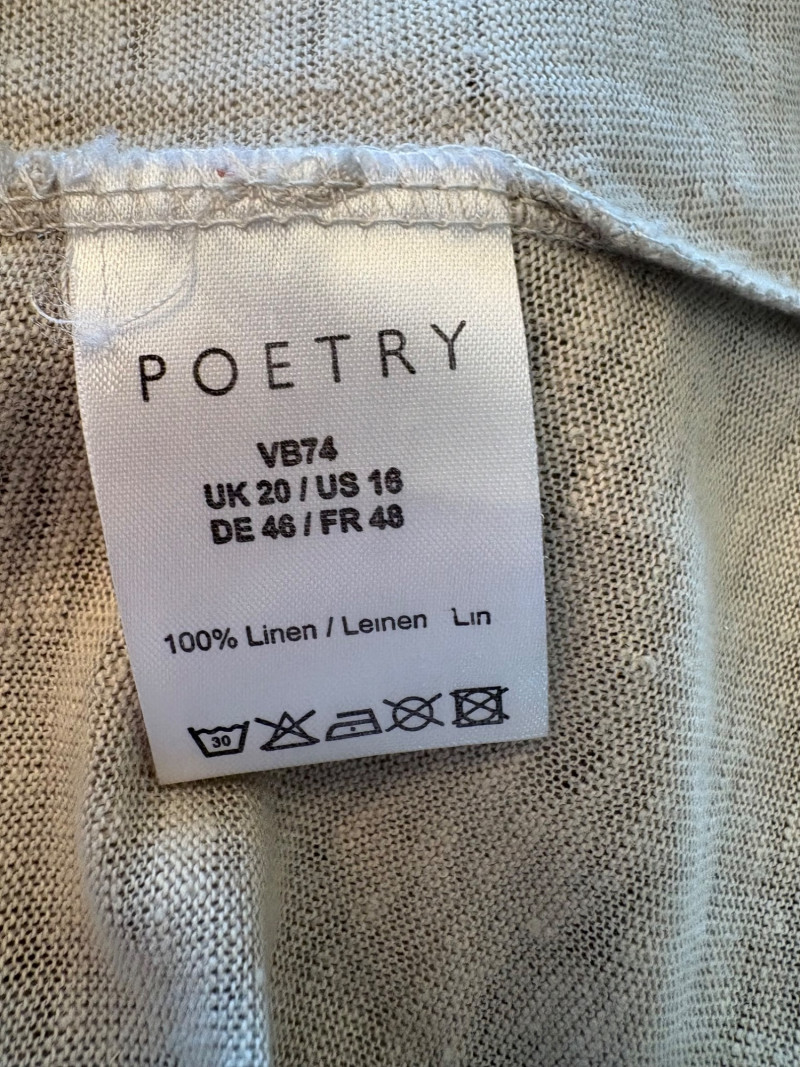 POETRY
VB74
UK 20 / US 16
DE 46 / FR 48
100% Linen / Leinen Lin
30